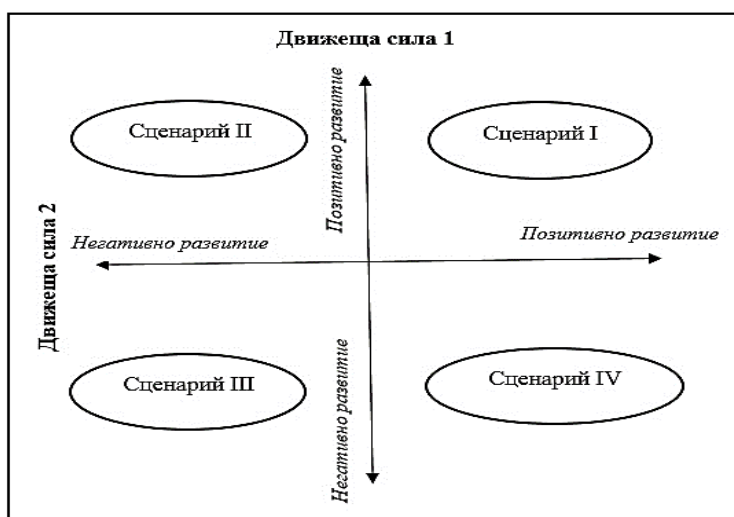 Движеща сила 1
Сценарий II
Позитивно развитие
Сценарий I
Движеща сила 2
Негативно развитие
Позитивно развитие
Сценарий III
Негативно развитие
Сценарий IV